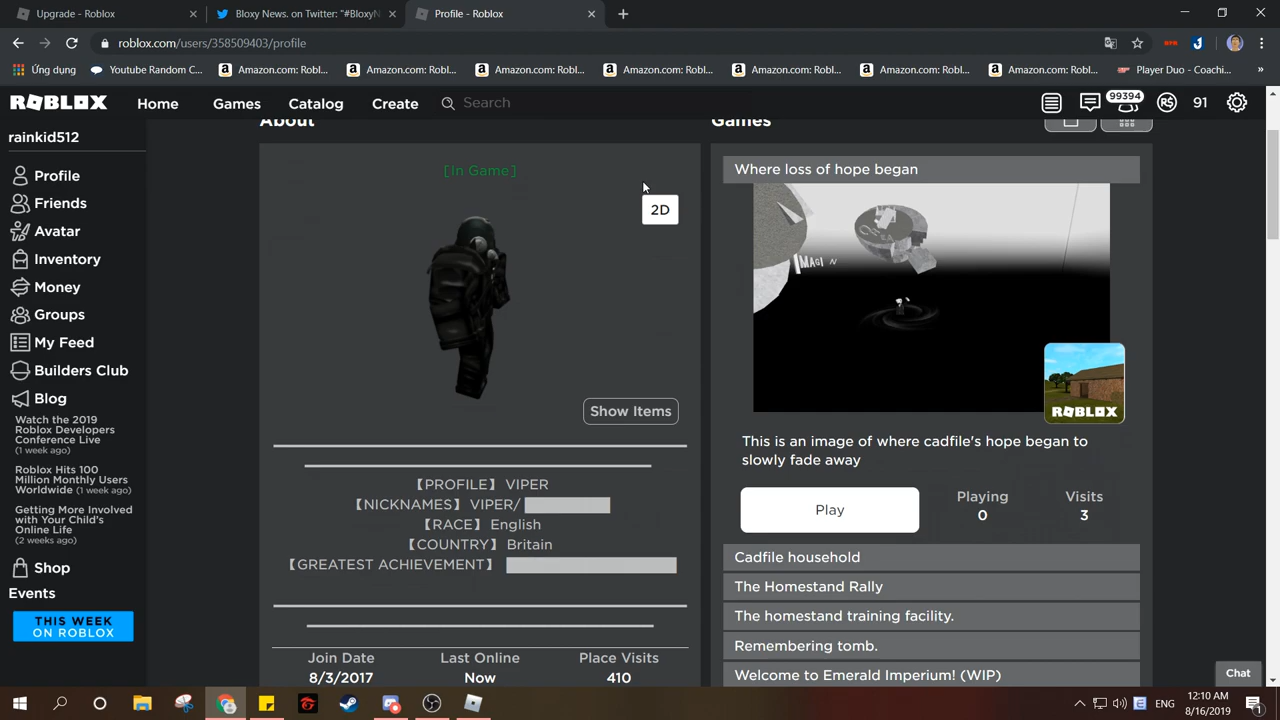 Upgrade - Roblox
Bloxy News. on Twitter: "#BloxyN
Profile - Roblox
roblox.com/users/358509403/profile
Ứng dụng
Youtube Random C...
Amazon.com: Robl...
Amazon.com: Robl...
Amazon.com: Robl...
Amazon.com: Robl...
Amazon.com: Robl...
Amazon.com: Robl...
Amazon.com: Robl...
Player Duo - Coachi...
»
ROBLOX
Home
Games
Catalog
Create
Search
99394
R$
91
rainkid512
Profile
Friends
Avatar
Inventory
Money
Groups
My Feed
Builders Club
Blog
Watch the 2019
Roblox Developers
Conference Live
(1 week ago)
Roblox Hits 100
Million Monthly Users
Worldwide (1 week ago)
Getting More Involved
with Your Child's
Online Life
(2 weeks ago)
Shop
Events
THIS WEEK
ON ROBLOX
About
[In Game]
2D
Show Items
【PROFILE】 VIPER
【NICKNAMES】 VIPER/
【RACE】 English
【COUNTRY】 Britain
【GREATEST ACHIEVEMENT】
Join Date
8/3/2017
Last Online
Now
Place Visits
410
Games
Where loss of hope began
MAGI N
ROBLOX
This is an image of where cadfile's hope began to
slowly fade away
Play
Playing
0
Visits
3
Cadfile household
The Homestand Rally
The homestand training facility.
Remembering tomb.
Welcome to Emerald Imperium! (WIP)
Chat
ENG
12:10 AM
8/16/2019
1